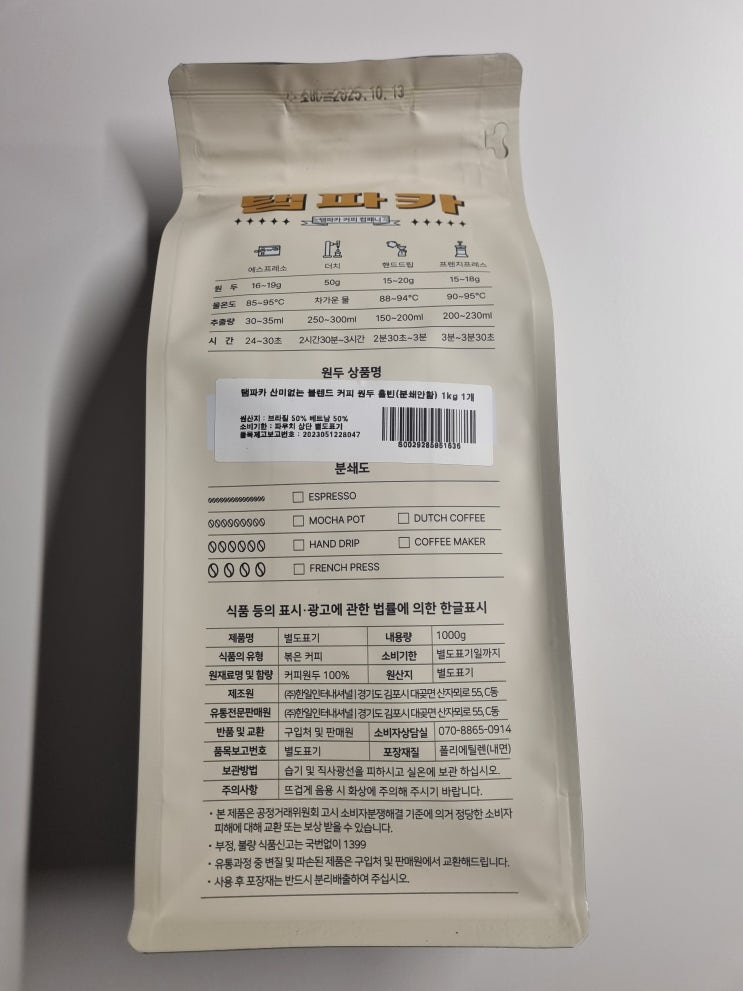 소비 2025.10.13
탬파카
탬파카 커피 컴패니
에스프레소 더치 핸드드립 프렌치프레스
원 두 16~19g 50g 15~20g 15~18g
물온도 85~95°C 차가운 물 88~94°C 90~95°C
추출량 30~35ml 250~300ml 150~200ml 200~230ml
시 간 24~30초 2시간30분~3시간 2분30초~3분 3분~3분30초
원두 상품명
탬파카 산미없는 블렌드 커피 원두 홀빈(분쇄안함) 1kg 1개
원산지 : 브라질 50% 베트남 50%
소비기한 : 파우치 상단 별도표기
품목제고보고번호 : 2023051228047
S0029285951636
분쇄도
ESPRESSO
MOCHA POT DUTCH COFFEE
HAND DRIP COFFEE MAKER
FRENCH PRESS
식품 등의 표시·광고에 관한 법률에 의한 한글표시
제품명 별도표기 내용량 1000g
식품의 유형 볶은 커피 소비기한 별도표기일까지
원재료명 및 함량 커피원두 100% 원산지 별도표기
제조원 ㈜한일인터내셔널 | 경기도 김포시 대곶면 산자뫼로 55, C동
유통전문판매원 ㈜한일인터내셔널 | 경기도 김포시 대곶면 산자뫼로 55, C동
반품 및 교환 구입처 및 판매원 소비자상담실 070-8865-0914
품목보고번호 별도표기 포장재질 폴리에틸렌(내면)
보관방법 습기 및 직사광선을 피하시고 실온에 보관 하십시오.
주의사항 뜨겁게 음용 시 화상에 주의해 주시기 바랍니다.
• 본 제품은 공정거래위원회 고시 소비자분쟁해결 기준에 의거 정당한 소비자
피해에 대해 교환 또는 보상 받을 수 있습니다.
• 부정, 불량 식품신고는 국번없이 1399
• 유통과정 중 변질 및 파손된 제품은 구입처 및 판매원에서 교환해드립니다.
• 사용 후 포장재는 반드시 분리배출하여 주십시오.